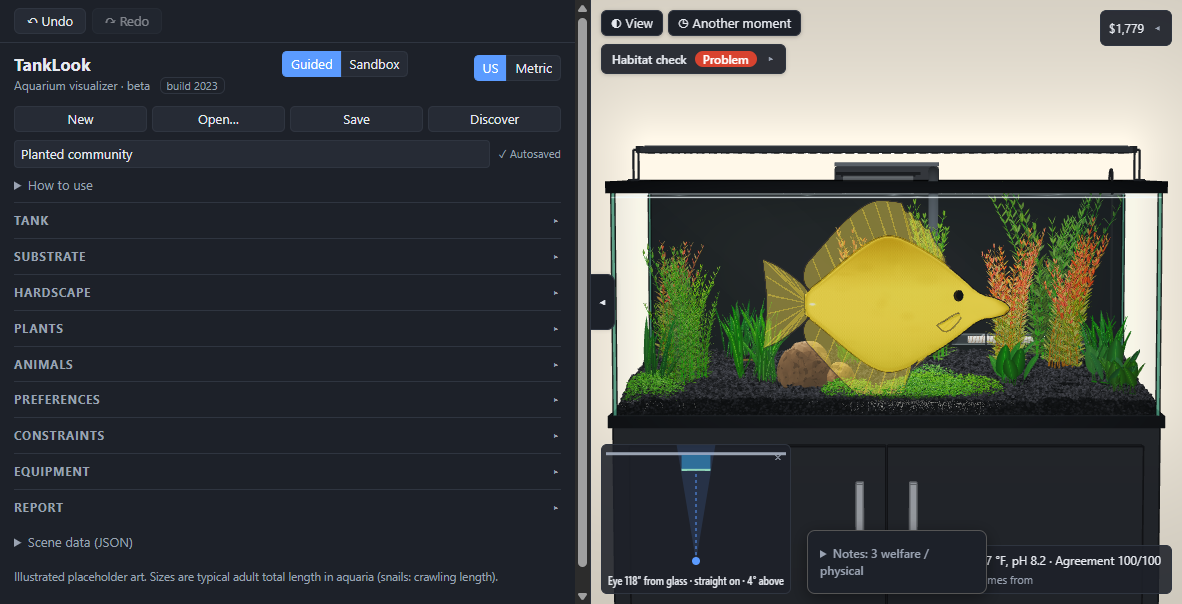 Undo
Redo
TankLook
Aquarium visualizer · beta
build 2023
Guided
Sandbox
US
Metric
New
Open...
Save
Discover
Planted community
✓ Autosaved
How to use
TANK
SUBSTRATE
HARDSCAPE
PLANTS
ANIMALS
PREFERENCES
CONSTRAINTS
EQUIPMENT
REPORT
Scene data (JSON)
Illustrated placeholder art. Sizes are typical adult total length in aquaria (snails: crawling length).
View
Another moment
$1,779
Habitat check
Problem
Eye 118" from glass · straight on · 4° above
Notes: 3 welfare /
physical
7 °F, pH 8.2 · Agreement 100/100
mes from